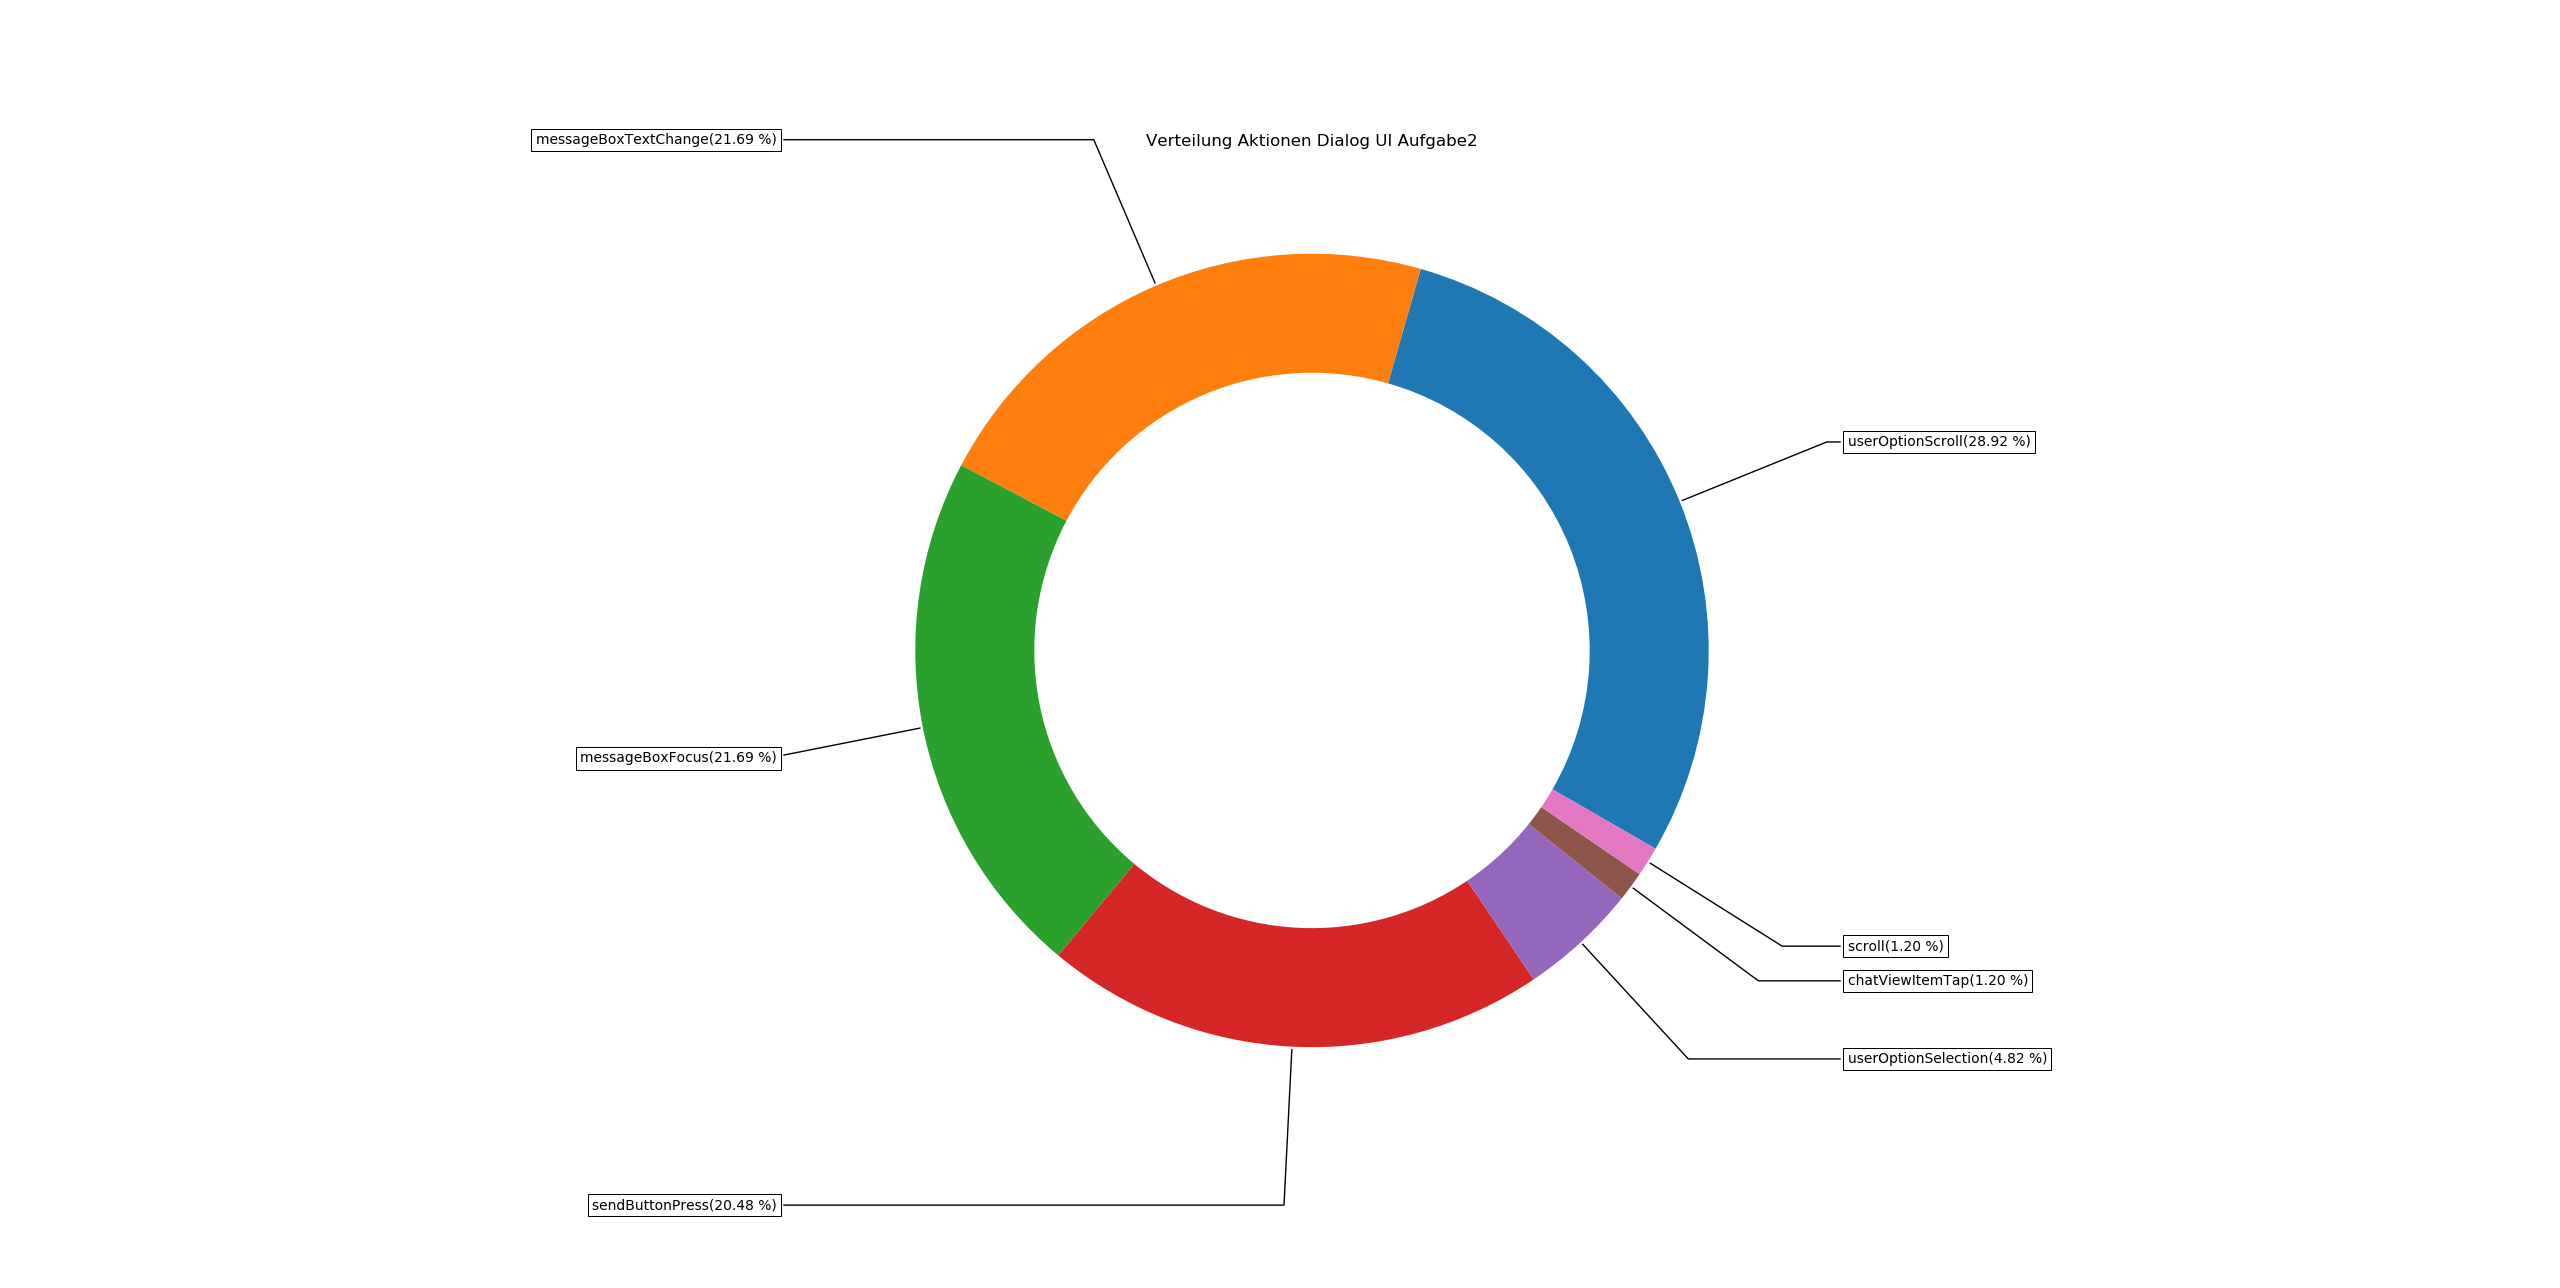 Verteilung Aktionen Dialog UI Aufgabe2
messageBoxTextChange(21.69 %)
userOptionScroll(28.92 %)
messageBoxFocus(21.69 %)
scroll(1.20 %)
chatViewItemTap(1.20 %)
userOptionSelection(4.82 %)
sendButtonPress(20.48 %)